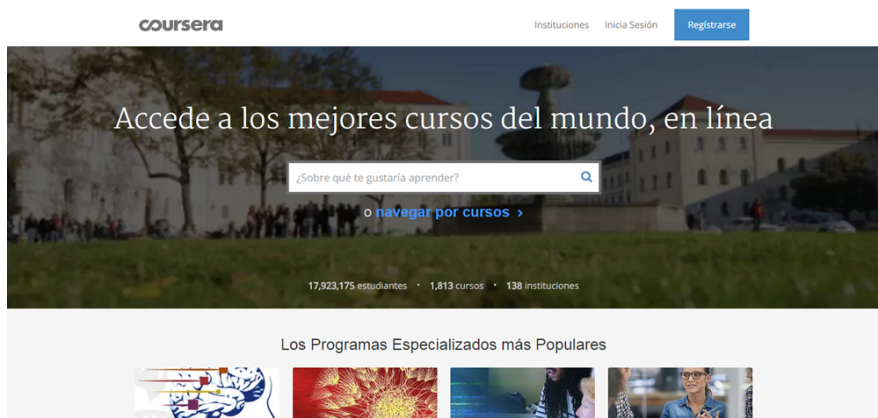 coursera
Instituciones Inicia Sesión Regístrarse
Accede a los mejores cursos del mundo, en línea
¿Sobre qué te gustaría aprender?
o navegar por cursos >
17,923,175 estudiantes • 1,813 cursos • 138 instituciones
Los Programas Especializados más Populares